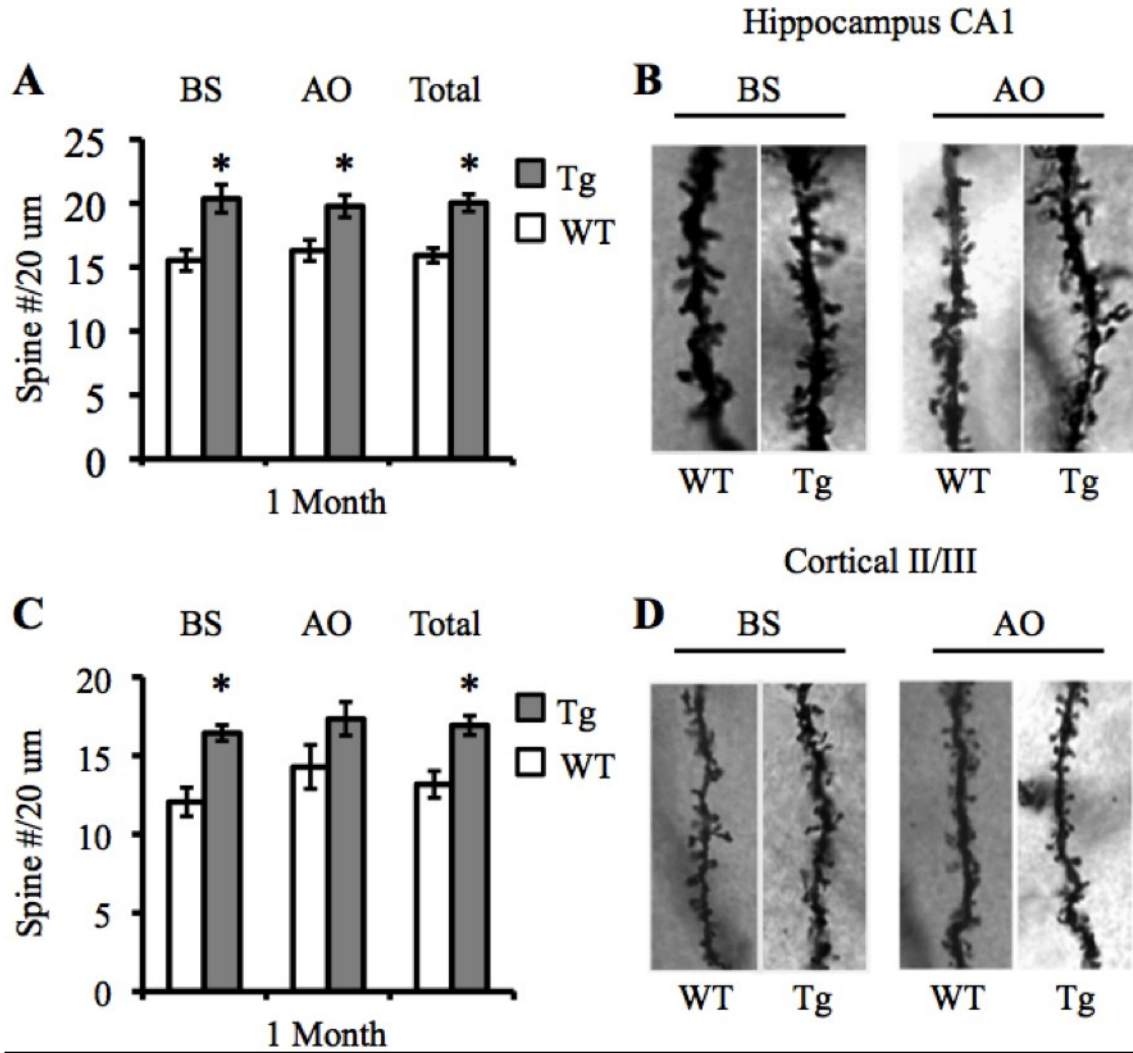 Hippocampus CA1
A
BS AO Total
25
20
15
10
5
0
Spine #/20 um
* * *
Tg
WT
1 Month
B
BS AO
WT Tg WT Tg
Cortical II/III
C
BS AO Total
20
15
10
5
0
Spine #/20 um
* *
Tg
WT
1 Month
D
BS AO
WT Tg WT Tg